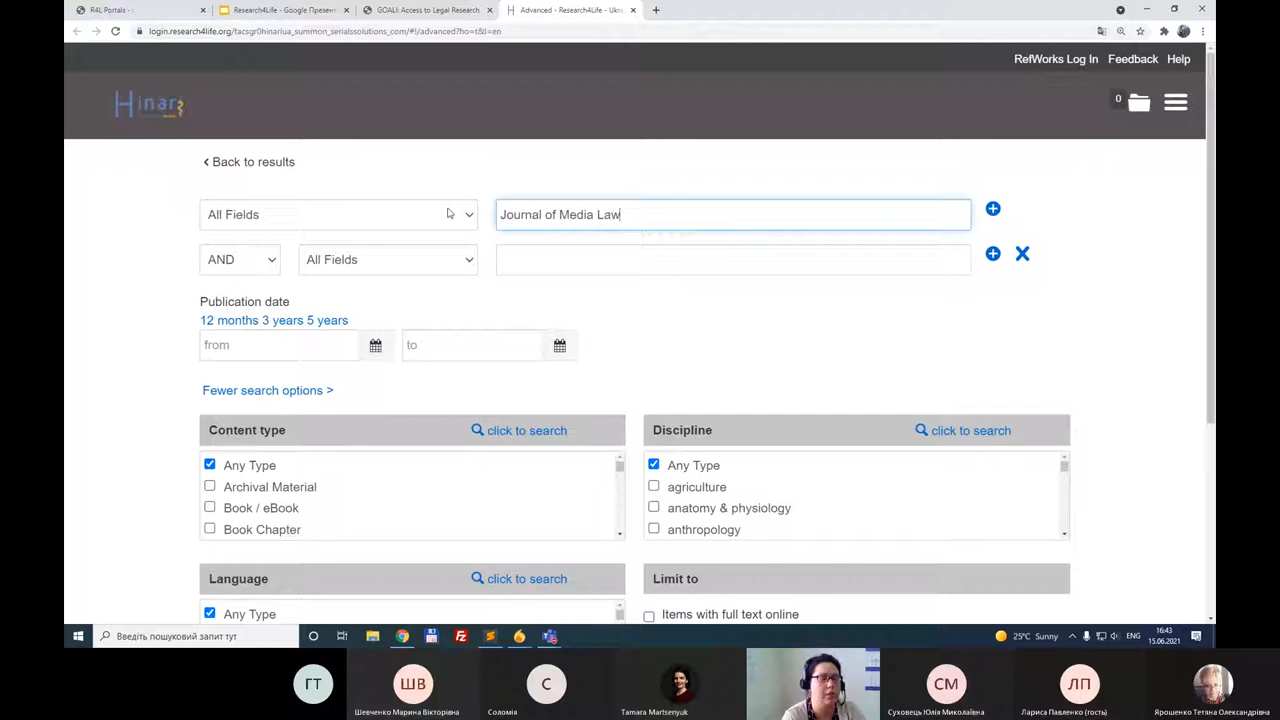 R4L Portals - :
Research4Life - Google Презент
GOALI: Access to Legal Research
Advanced - Research4Life - Ukr
login.research4life.org/tacsgr0hinariua_summon_serialssolutions_com/#!/advanced?ho=t&l=en
RefWorks Log In Feedback Help
Hinari
0
Back to results
All Fields
Journal of Media Law
AND
All Fields
Publication date
12 months 3 years 5 years
from
to
Fewer search options >
Content type
click to search
Discipline
click to search
Any Type
Archival Material
Book / eBook
Book Chapter
Any Type
agriculture
anatomy & physiology
anthropology
Language
click to search
Limit to
Any Type
Items with full text online
Введіть пошуковий запит тут
25°C Sunny
ENG
16:43
15.06.2021
ГТ
ШВ
С
СМ
ЛП
Шевченко Марина Вікторівна
Соломія
Tamara Martsenyuk
Суховець Юлія Миколаївна
Лариса Павленко (гость)
Ярошенко Тетяна Олександрівна